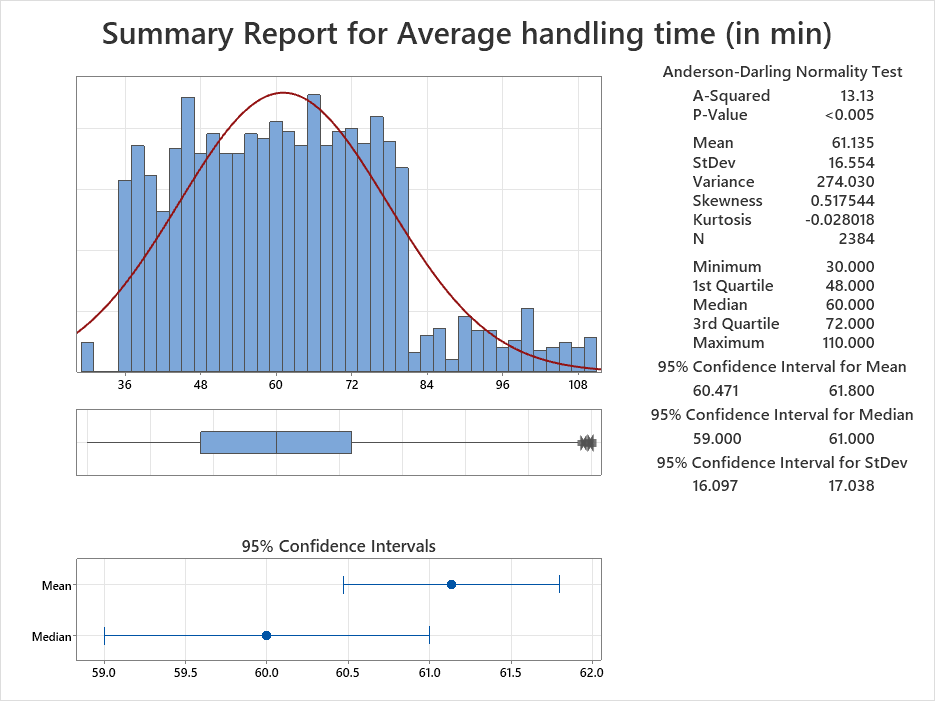 Summary Report for Average handling time (in min)
Anderson-Darling Normality Test
A-Squared 13.13
P-Value <0.005
Mean 61.135
StDev 16.554
Variance 274.030
Skewness 0.517544
Kurtosis -0.028018
N 2384
Minimum 30.000
1st Quartile 48.000
Median 60.000
3rd Quartile 72.000
Maximum 110.000
95% Confidence Interval for Mean
60.471 61.800
95% Confidence Interval for Median
59.000 61.000
95% Confidence Interval for StDev
16.097 17.038
36 48 60 72 84 96 108
95% Confidence Intervals
Mean
Median
59.0 59.5 60.0 60.5 61.0 61.5 62.0